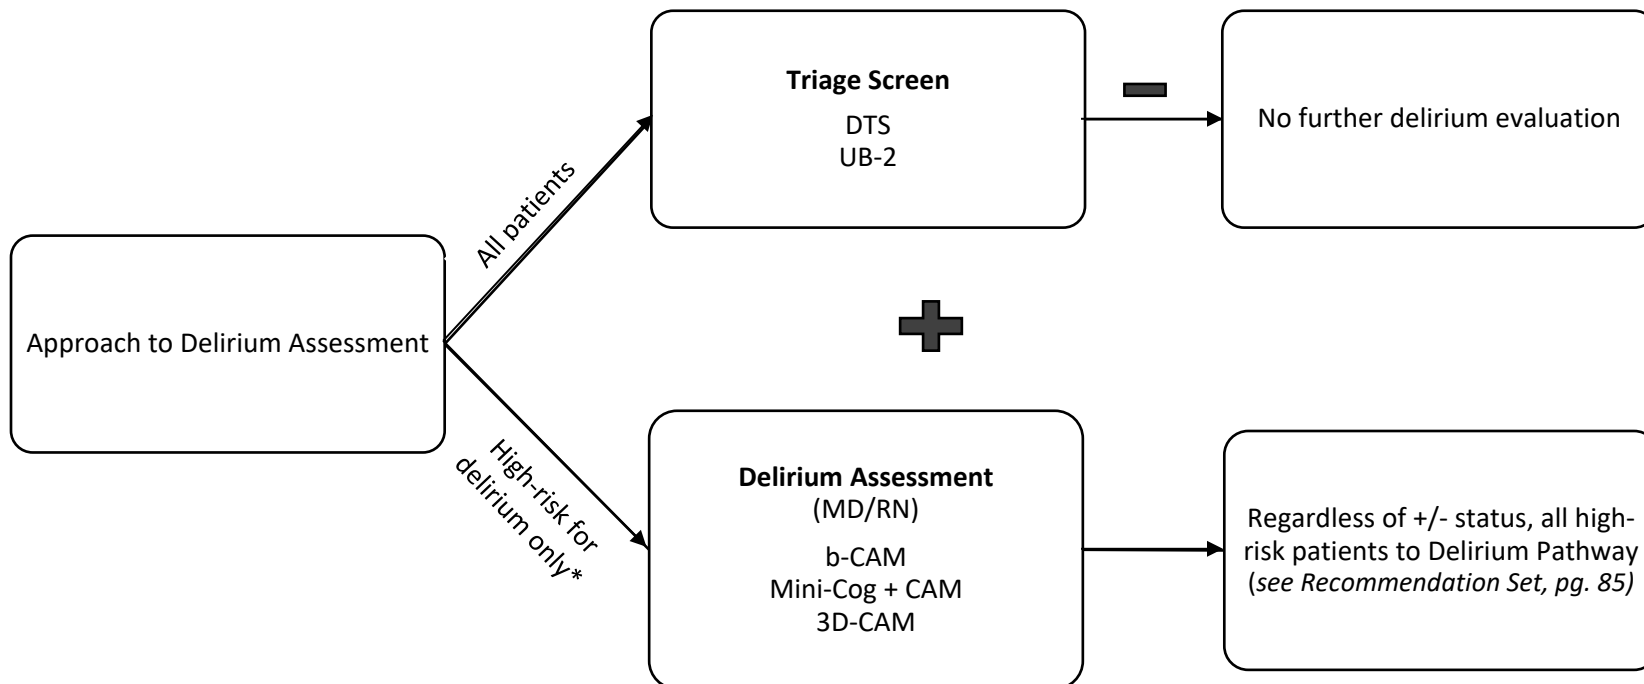 Triage Screen
DTS
UB-2
No further delirium evaluation
All patients
Approach to Delirium Assessment
High-risk for
delirium only*
Delirium Assessment
(MD/RN)
b-CAM
Mini-Cog + CAM
3D-CAM
Regardless of +/- status, all high-
risk patients to Delirium Pathway
(see Recommendation Set, pg. 85)